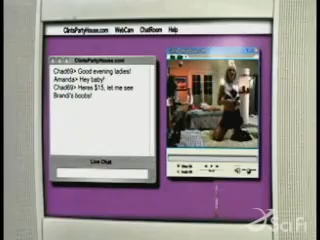 ClintsPartyHouse.com WebCam ChatRoom Help
ClintsPartyHouse.com
Chad69> Good evening ladies!
Amanda> Hey baby!
Chad69> Heres $15, let me see
Brandi's boobs!
Live Chat
SciFi